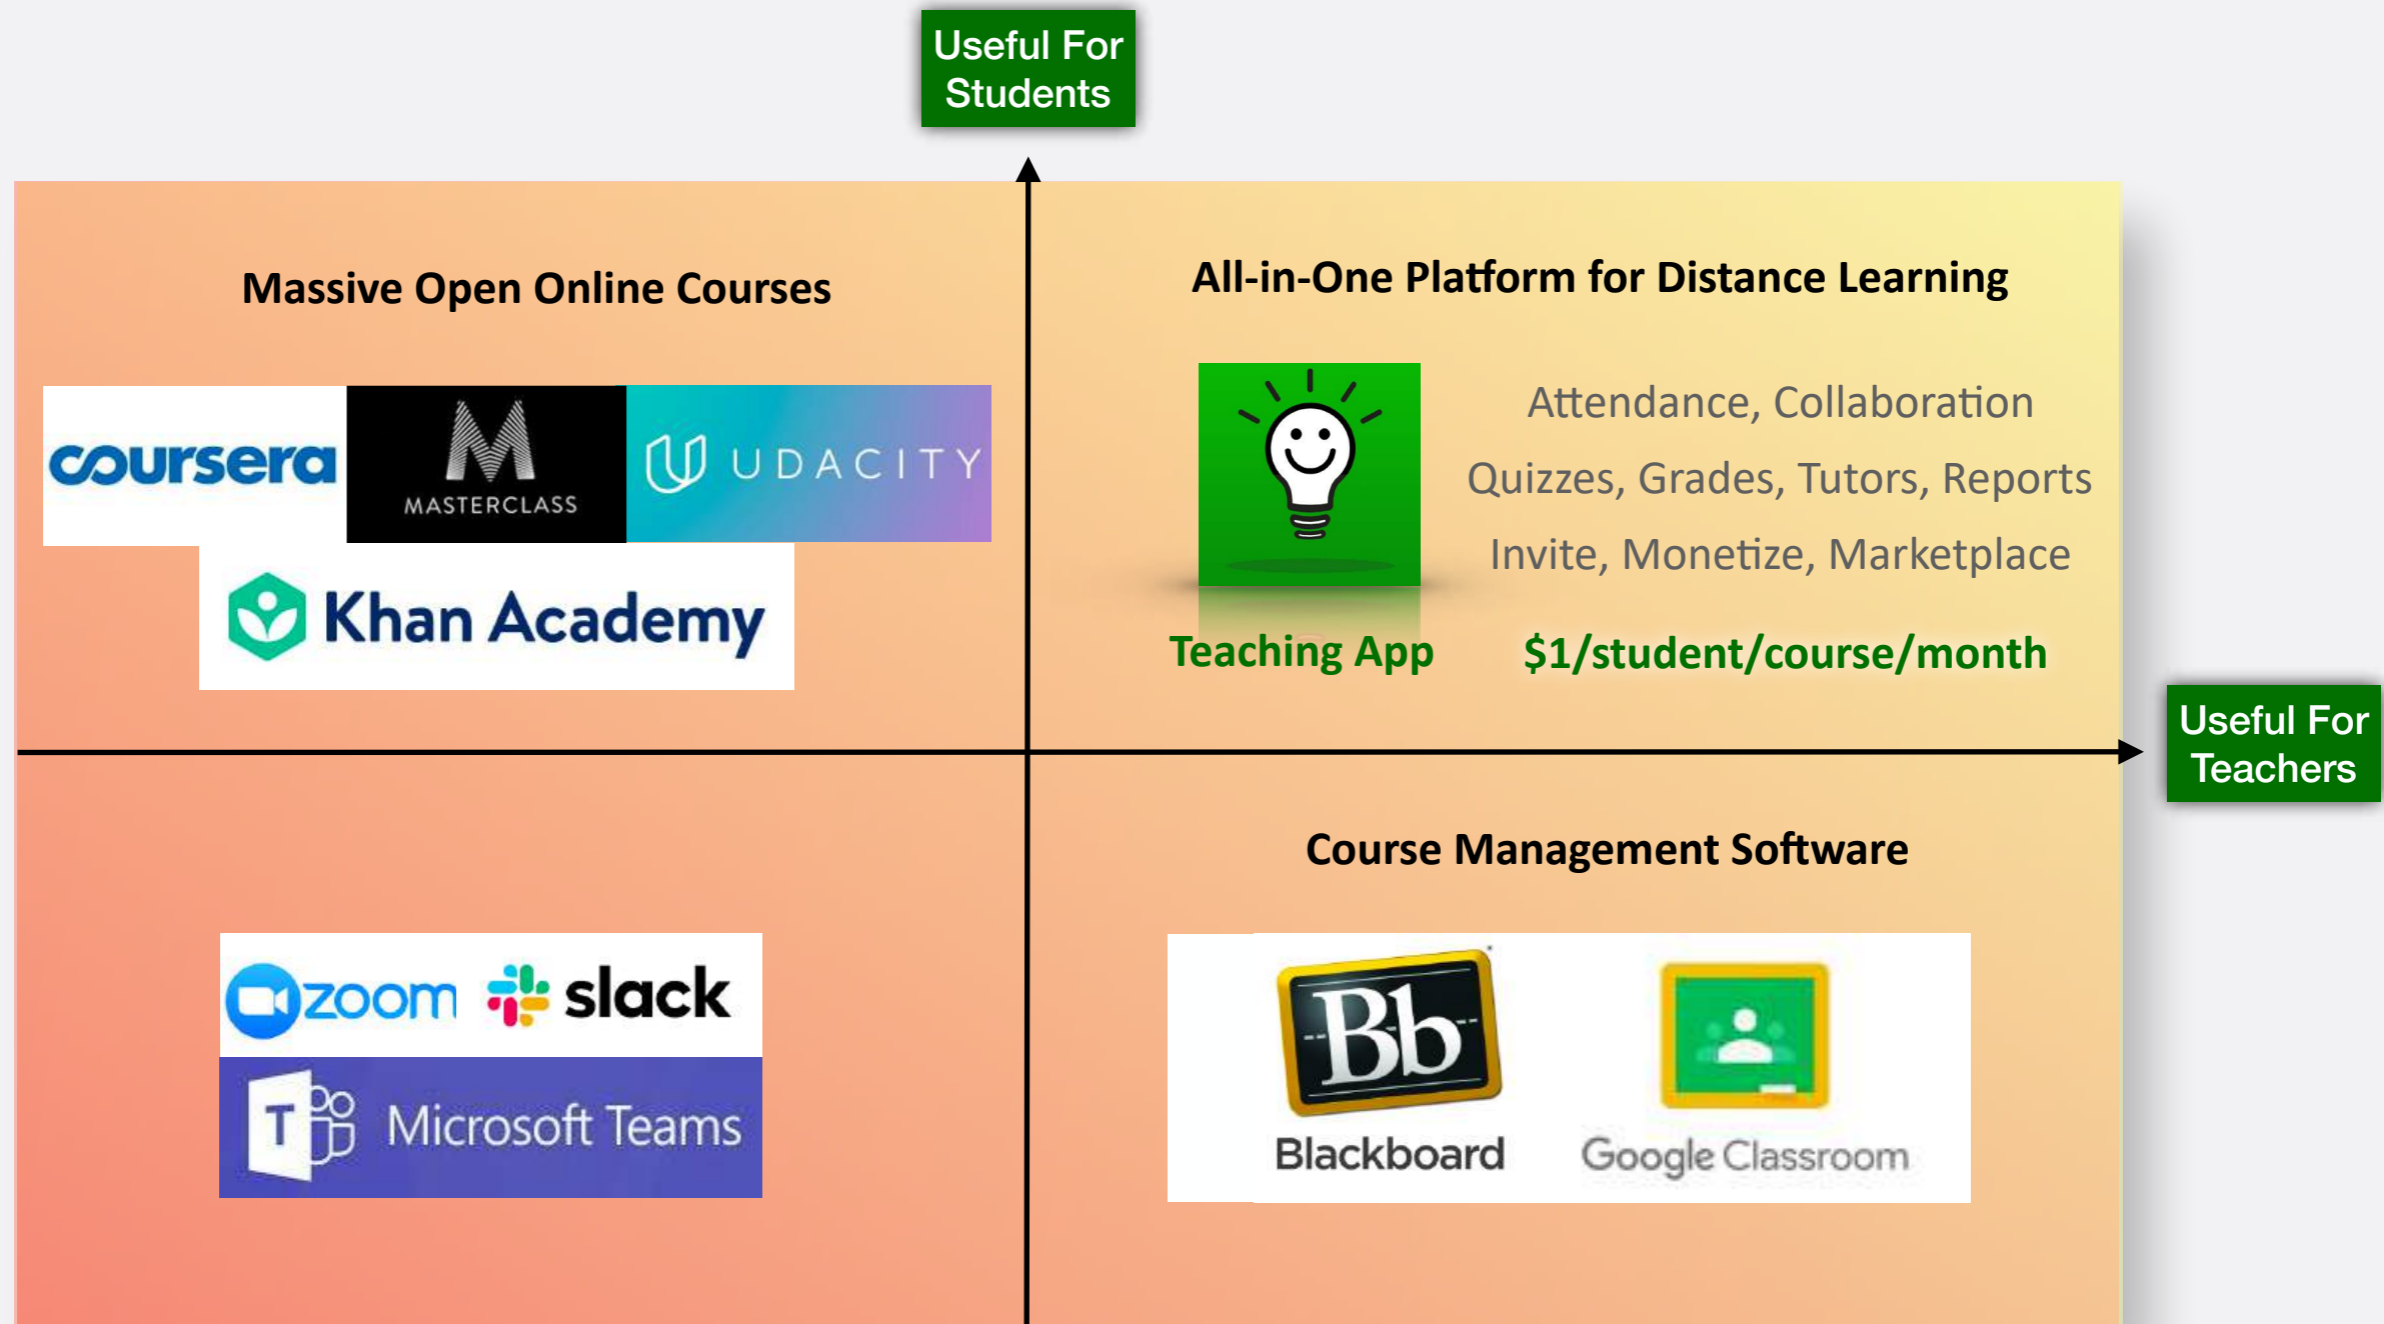 Useful For
Students
Massive Open Online Courses
coursera
M
MASTERCLASS
UDACITY
Khan Academy
All-in-One Platform for Distance Learning
Attendance, Collaboration
Quizzes, Grades, Tutors, Reports
Invite, Monetize, Marketplace
Teaching App
$1/student/course/month
Useful For
Teachers
zoom
slack
T
Microsoft Teams
Course Management Software
Bb
Blackboard
Google Classroom